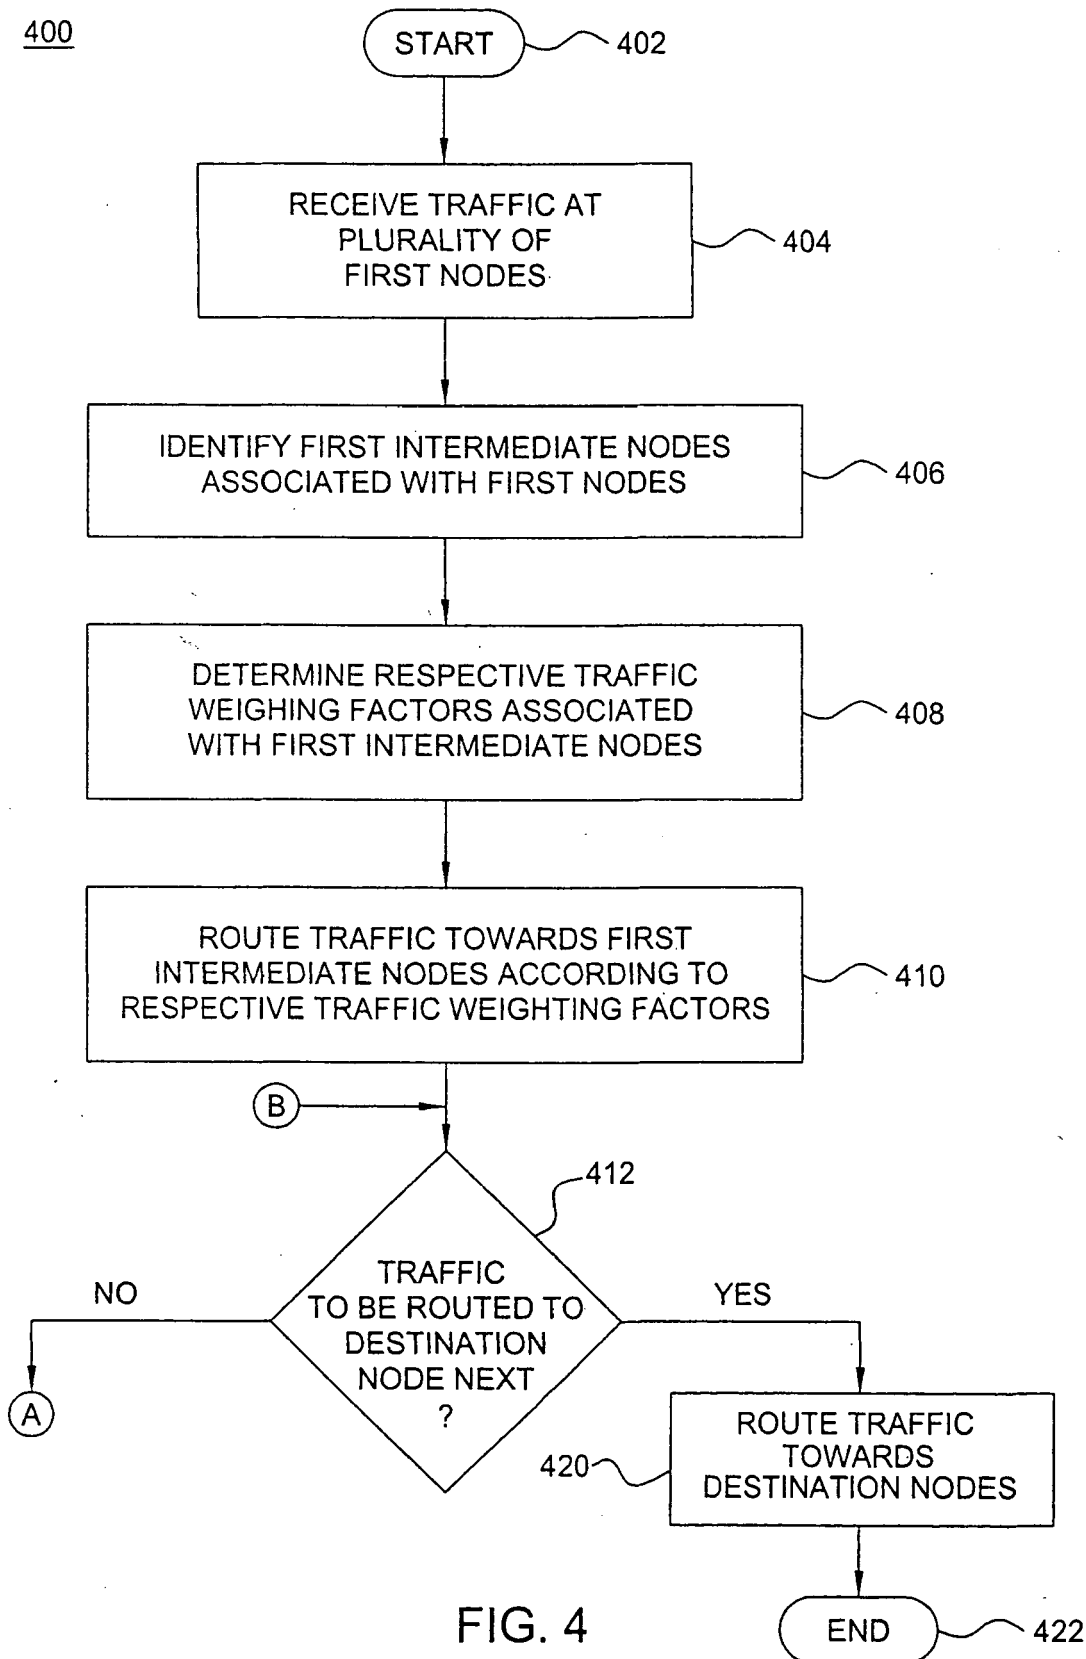 400
START
402
RECEIVE TRAFFIC AT
PLURALITY OF
FIRST NODES
404
IDENTIFY FIRST INTERMEDIATE NODES
ASSOCIATED WITH FIRST NODES
406
DETERMINE RESPECTIVE TRAFFIC
WEIGHING FACTORS ASSOCIATED
WITH FIRST INTERMEDIATE NODES
408
ROUTE TRAFFIC TOWARDS FIRST
INTERMEDIATE NODES ACCORDING TO
RESPECTIVE TRAFFIC WEIGHTING FACTORS
410
B
412
TRAFFIC
TO BE ROUTED TO
DESTINATION
NODE NEXT
?
NO
YES
A
ROUTE TRAFFIC
TOWARDS
DESTINATION NODES
420
END
422
FIG. 4